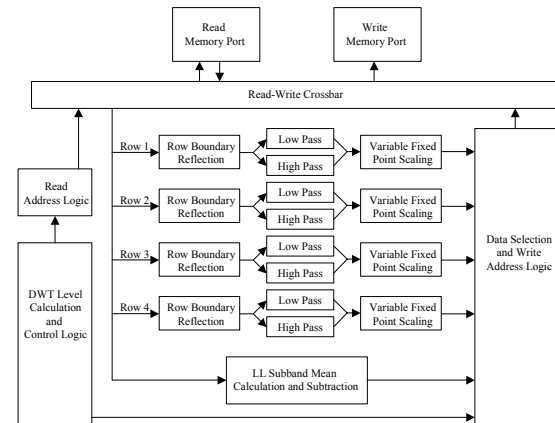 Read
Memory Port
Write
Memory Port
Read-Write Crossbar
Row 1
Row Boundary
Reflection
Low Pass
High Pass
Variable Fixed
Point Scaling
Read
Address Logic
Row 2
Row Boundary
Reflection
Low Pass
High Pass
Variable Fixed
Point Scaling
Data Selection
and Write
Address Logic
DWT Level
Calculation
and
Control Logic
Row 3
Row Boundary
Reflection
Low Pass
High Pass
Variable Fixed
Point Scaling
Row 4
Row Boundary
Reflection
Low Pass
High Pass
Variable Fixed
Point Scaling
LL Subband Mean
Calculation and Subtraction